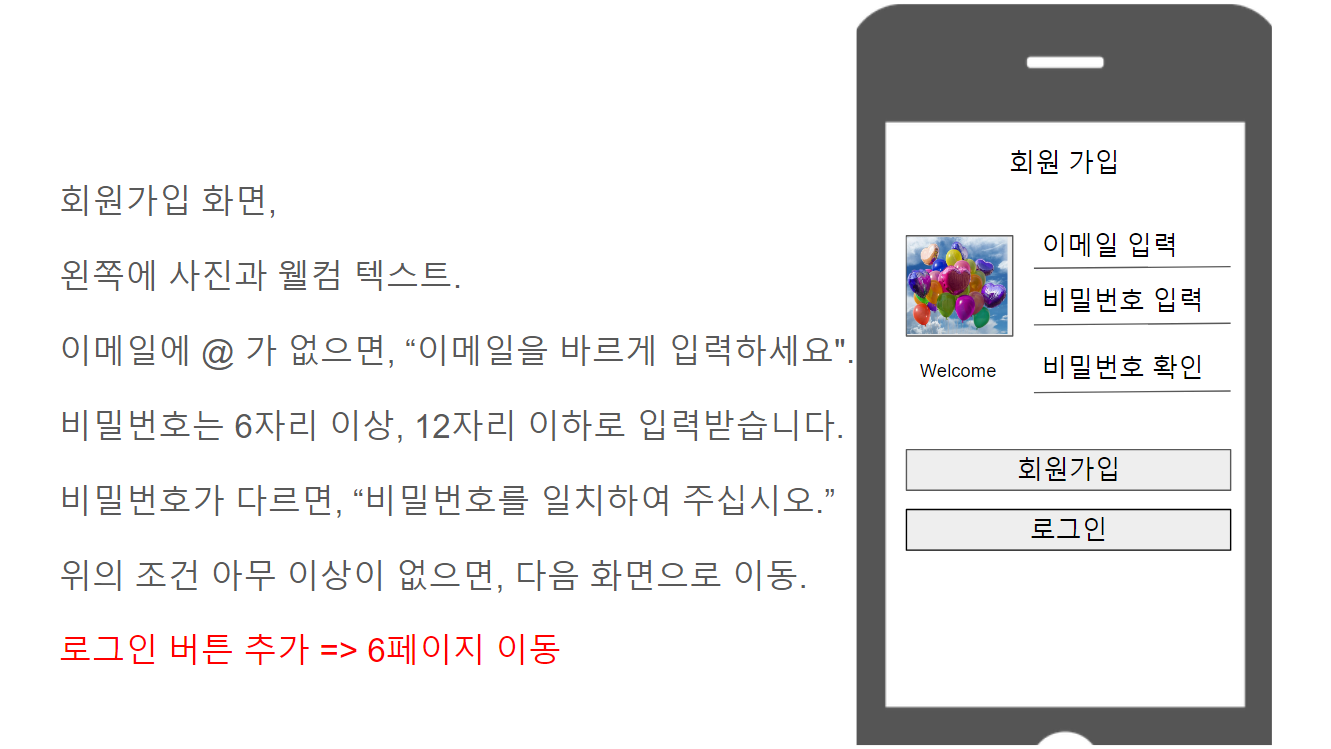 회원가입 화면,
왼쪽에 사진과 웰컴 텍스트.
이메일에 @ 가 없으면, “이메일을 바르게 입력하세요".
비밀번호는 6자리 이상, 12자리 이하로 입력받습니다.
비밀번호가 다르면, “비밀번호를 일치하여 주십시오.”
위의 조건 아무 이상이 없으면, 다음 화면으로 이동.
로그인 버튼 추가 => 6페이지 이동
회원 가입
이메일 입력
비밀번호 입력
Welcome
비밀번호 확인
회원가입
로그인